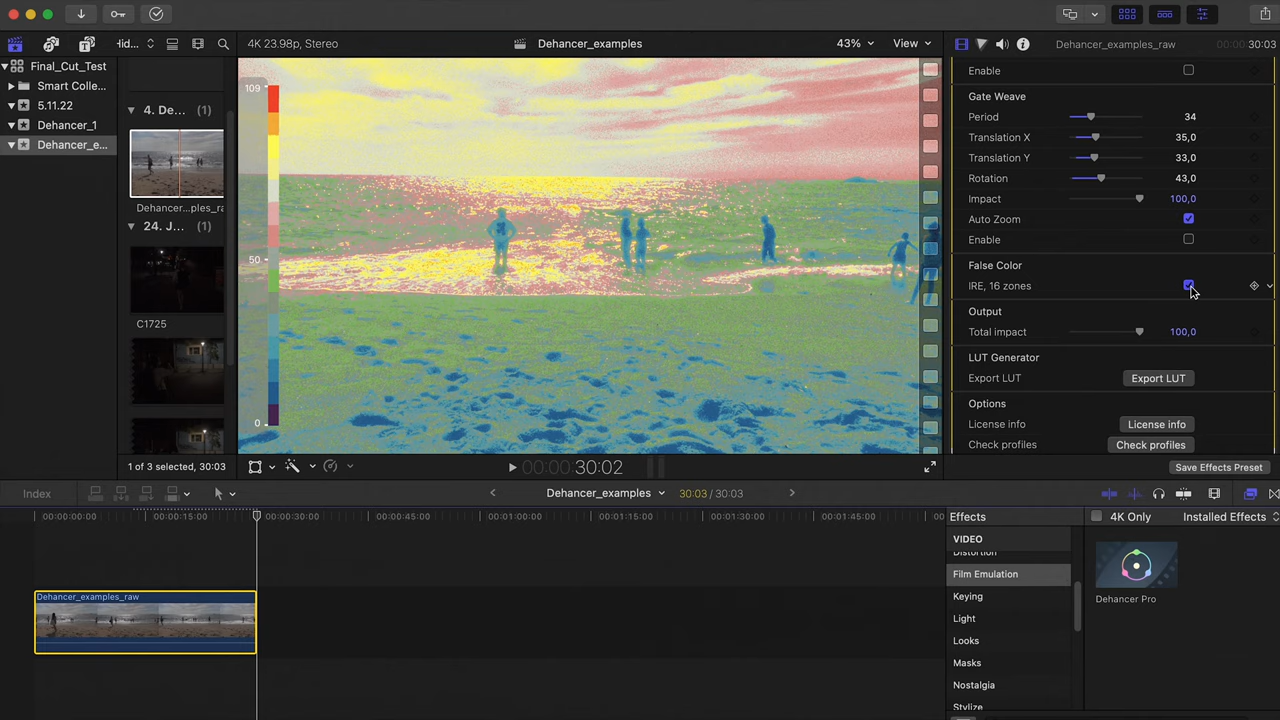 Hid...
4K 23.98p, Stereo
Dehancer_examples
43%
View
Dehancer_examples_raw
00:00:00:30:03
Final_Cut_Test
Smart Colle...
5.11.22
Dehancer_1
Dehancer_e...
4. De... (1)
Dehancer...ples_ra
24. J... (1)
C1725
109
50
0
Enable
Gate Weave
Period 34
Translation X 35,0
Translation Y 33,0
Rotation 43,0
Impact 100,0
Auto Zoom
Enable
False Color
IRE, 16 zones
Output
Total impact 100,0
LUT Generator
Export LUT Export LUT
Options
License info License info
Check profiles Check profiles
1 of 3 selected, 30:03
00:00:30:02
Save Effects Preset
Index
Dehancer_examples
30:03 / 30:03
00:00:00:00
00:00:15:00
00:00:30:00
00:00:45:00
00:01:00:00
00:01:15:00
00:01:30:00
00:01:45:00
00
Effects
4K Only
Installed Effects
VIDEO
Distortion
Film Emulation
Keying
Light
Looks
Masks
Nostalgia
Stylize
Dehancer Pro
Dehancer_examples_raw